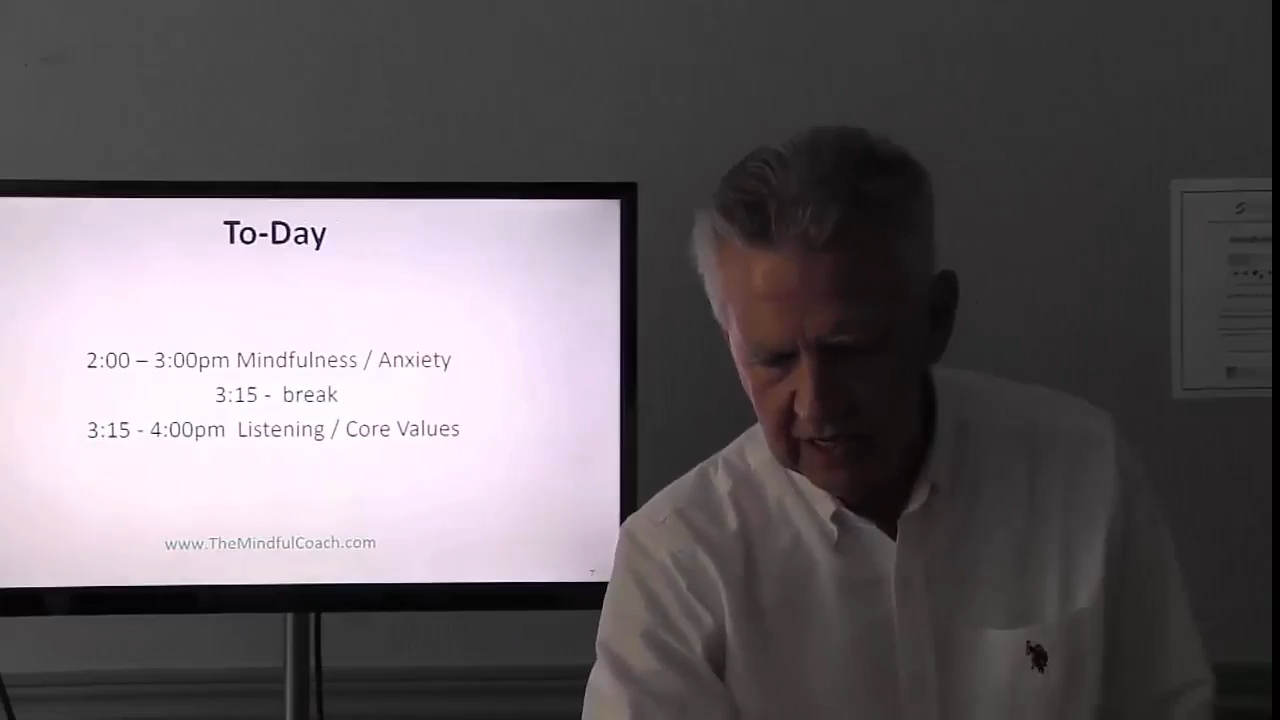 To-Day
2:00 – 3:00pm Mindfulness / Anxiety
3:15 - break
3:15 - 4:00pm Listening / Core Values
www.TheMindfulCoach.com
7